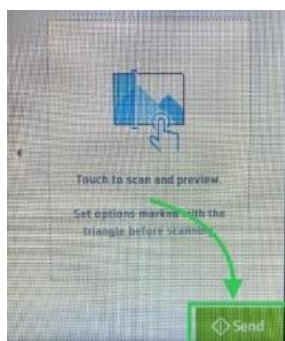 Touch to scan and preview.
Set options marked with the
triangle before scanning.
Send